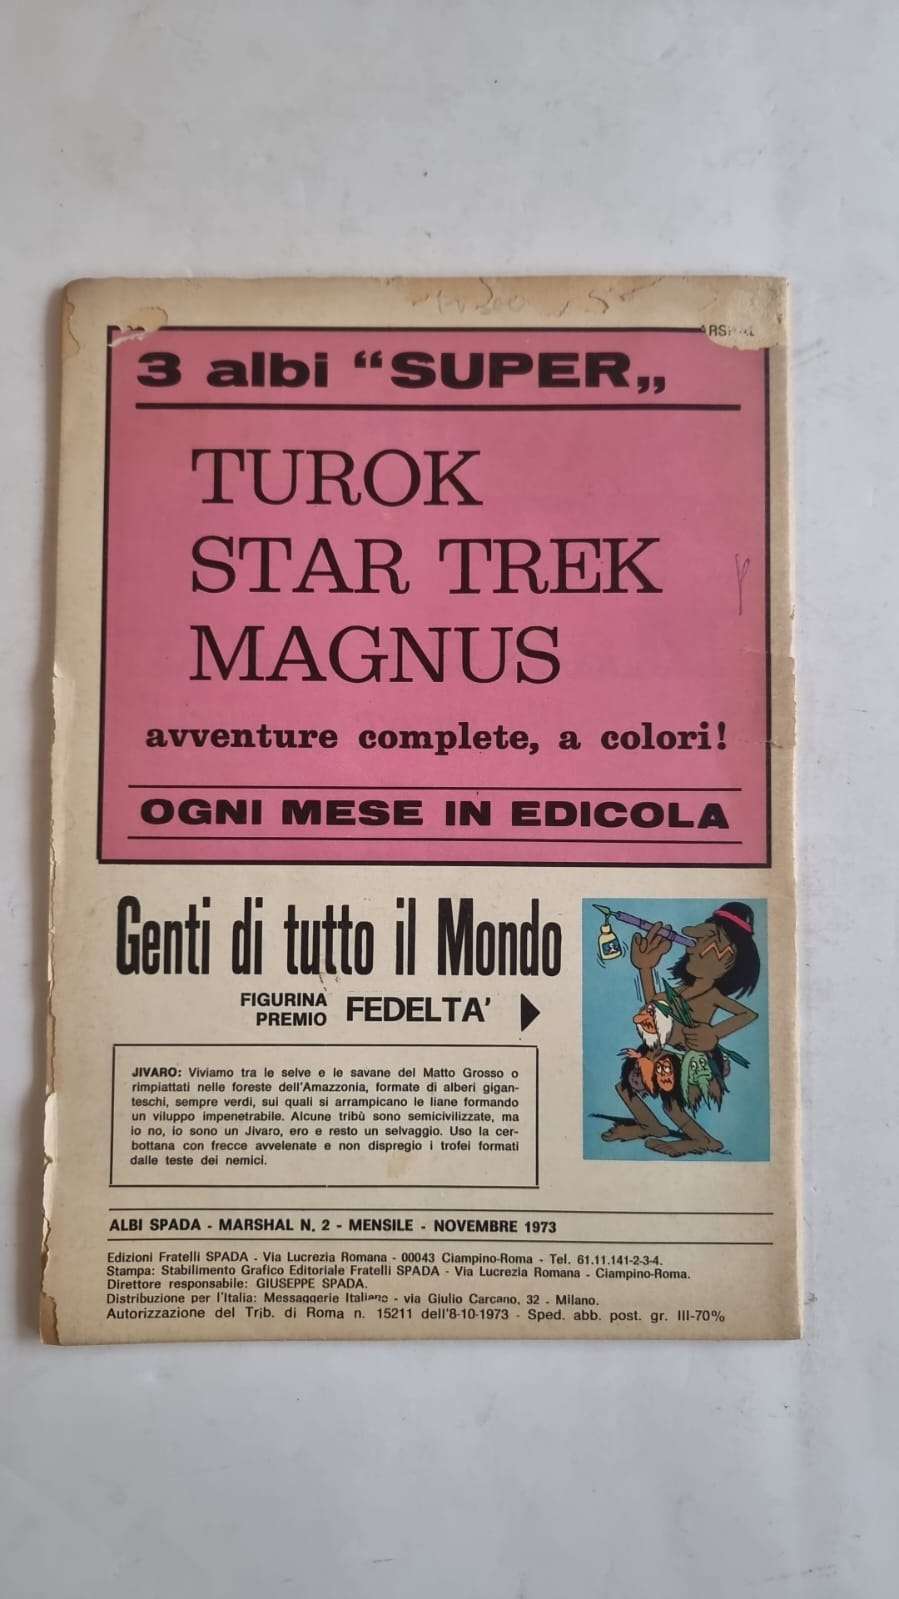 3 albi “SUPER„
TUROK
STAR TREK
MAGNUS
avventure complete, a colori!
OGNI MESE IN EDICOLA
Genti di tutto il Mondo
FIGURINA
PREMIO FEDELTA'
JIVARO: Viviamo tra le selve e le savane del Matto Grosso o
rimpiattati nelle foreste dell'Amazzonia, formate di alberi gigan-
teschi, sempre verdi, sui quali si arrampicano le liane formando
un viluppo impenetrabile. Alcune tribù sono semicivilizzate, ma
io no, io sono un Jivaro, ero e resto un selvaggio. Uso la cer-
bottana con frecce avvelenate e non dispregio i trofei formati
dalle teste dei nemici.
ALBI SPADA - MARSHAL N. 2 - MENSILE - NOVEMBRE 1973
Edizioni Fratelli SPADA - Via Lucrezia Romana - 00043 Ciampino-Roma - Tel. 61.11.141-2-3-4.
Stampa: Stabilimento Grafico Editoriale Fratelli SPADA - Via Lucrezia Romana - Ciampino-Roma.
Direttore responsabile: GIUSEPPE SPADA.
Distribuzione per l'Italia: Messaggerie Italiane - via Giulio Carcano, 32 - Milano.
Autorizzazione del Trib. di Roma n. 15211 dell'8-10-1973 - Sped. abb. post. gr. III-70%